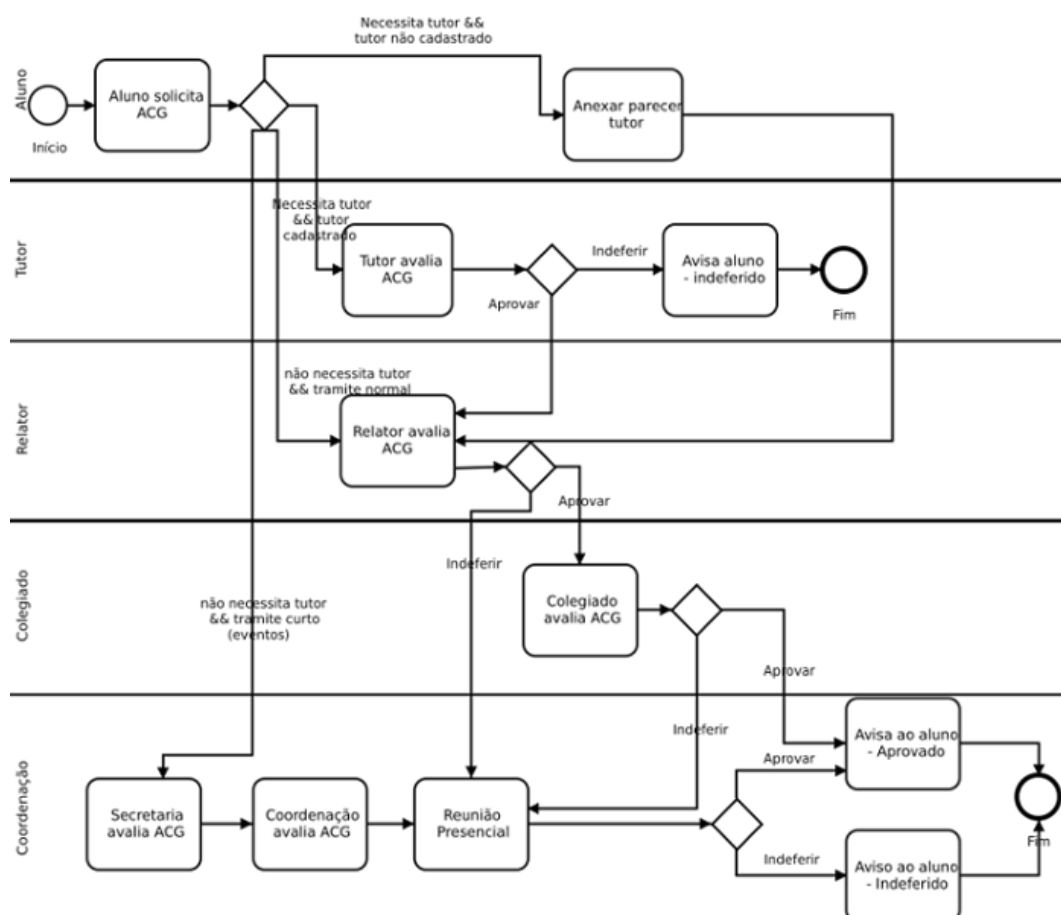 Necessita tutor &&
tutor não cadastrado
Aluno
Aluno solicita
ACG
Anexar parecer
tutor
Início
Necessita tutor
&& tutor
cadastrado
Tutor
Tutor avalia
ACG
Indeferir
Avisa aluno
- indeferido
Aprovar
Fim
não necessita tutor
&& tramite normal
Relator
Relator avalia
ACG
Aprovar
Indeferir
Colegiado
não necessita tutor
&& tramite curto
(eventos)
Colegiado
avalia ACG
Aprovar
Indeferir
Coordenação
Secretaria
avalia ACG
Coordenação
avalia ACG
Reunião
Presencial
Aprovar
Avisa ao aluno
- Aprovado
Indeferir
Aviso ao aluno
- Indeferido
Fim